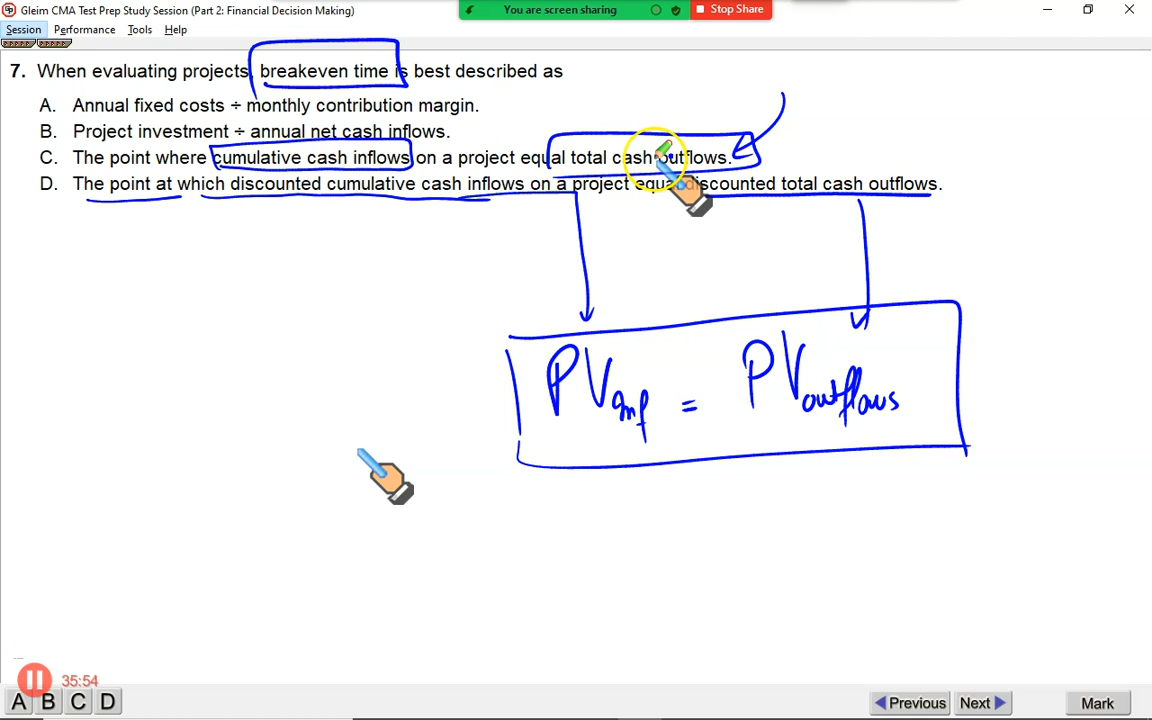 Gleim CMA Test Prep Study Session (Part 2: Financial Decision Making)
You are screen sharing
Stop Share
Session Performance Tools Help
7. When evaluating projects, breakeven time is best described as
A. Annual fixed costs ÷ monthly contribution margin.
B. Project investment ÷ annual net cash inflows.
C. The point where cumulative cash inflows on a project equal total cash outflows.
D. The point at which discounted cumulative cash inflows on a project equal discounted total cash outflows.
PV inf = PV outflows
35:54
A B C D
Previous Next Mark